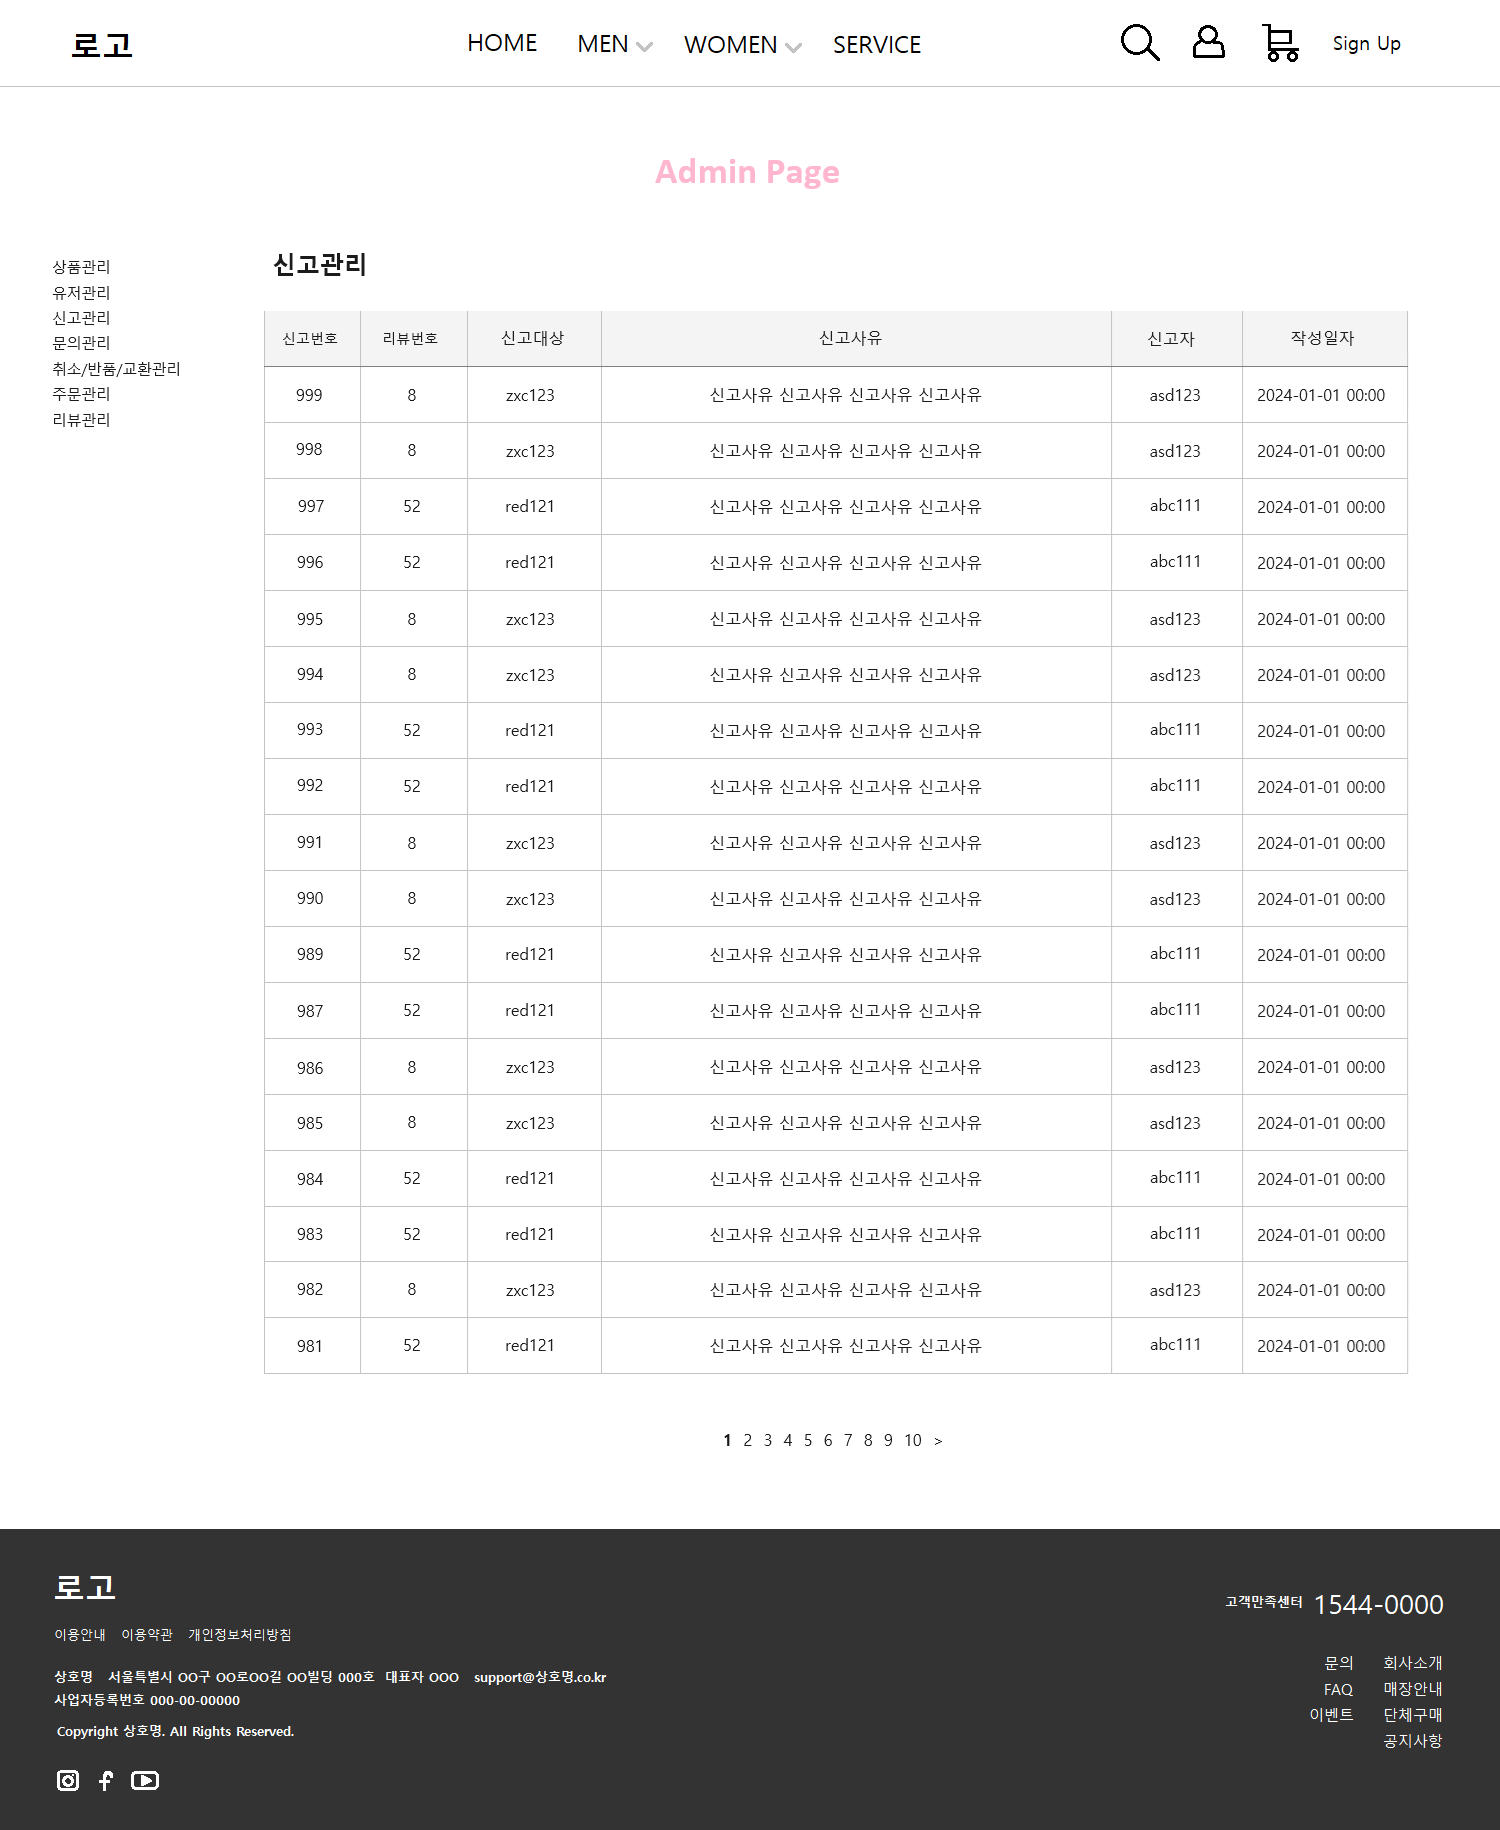 로고 HOME MEN WOMEN SERVICE Sign Up
Admin Page
상품관리
유저관리
신고관리
문의관리
취소/반품/교환관리
주문관리
리뷰관리
신고관리
신고번호 리뷰번호 신고대상 신고사유 신고자 작성일자
999 8 zxc123 신고사유 신고사유 신고사유 신고사유 asd123 2024-01-01 00:00
998 8 zxc123 신고사유 신고사유 신고사유 신고사유 asd123 2024-01-01 00:00
997 52 red121 신고사유 신고사유 신고사유 신고사유 abc111 2024-01-01 00:00
996 52 red121 신고사유 신고사유 신고사유 신고사유 abc111 2024-01-01 00:00
995 8 zxc123 신고사유 신고사유 신고사유 신고사유 asd123 2024-01-01 00:00
994 8 zxc123 신고사유 신고사유 신고사유 신고사유 asd123 2024-01-01 00:00
993 52 red121 신고사유 신고사유 신고사유 신고사유 abc111 2024-01-01 00:00
992 52 red121 신고사유 신고사유 신고사유 신고사유 abc111 2024-01-01 00:00
991 8 zxc123 신고사유 신고사유 신고사유 신고사유 asd123 2024-01-01 00:00
990 8 zxc123 신고사유 신고사유 신고사유 신고사유 asd123 2024-01-01 00:00
989 52 red121 신고사유 신고사유 신고사유 신고사유 abc111 2024-01-01 00:00
987 52 red121 신고사유 신고사유 신고사유 신고사유 abc111 2024-01-01 00:00
986 8 zxc123 신고사유 신고사유 신고사유 신고사유 asd123 2024-01-01 00:00
985 8 zxc123 신고사유 신고사유 신고사유 신고사유 asd123 2024-01-01 00:00
984 52 red121 신고사유 신고사유 신고사유 신고사유 abc111 2024-01-01 00:00
983 52 red121 신고사유 신고사유 신고사유 신고사유 abc111 2024-01-01 00:00
982 8 zxc123 신고사유 신고사유 신고사유 신고사유 asd123 2024-01-01 00:00
981 52 red121 신고사유 신고사유 신고사유 신고사유 abc111 2024-01-01 00:00
1 2 3 4 5 6 7 8 9 10 >
로고
이용안내 이용약관 개인정보처리방침
상호명 서울특별시 OO구 OO로OO길 OO빌딩 000호 대표자 OOO support@상호명.co.kr
사업자등록번호 000-00-00000
Copyright 상호명. All Rights Reserved.
고객만족센터 1544-0000
문의 회사소개
FAQ 매장안내
이벤트 단체구매
공지사항